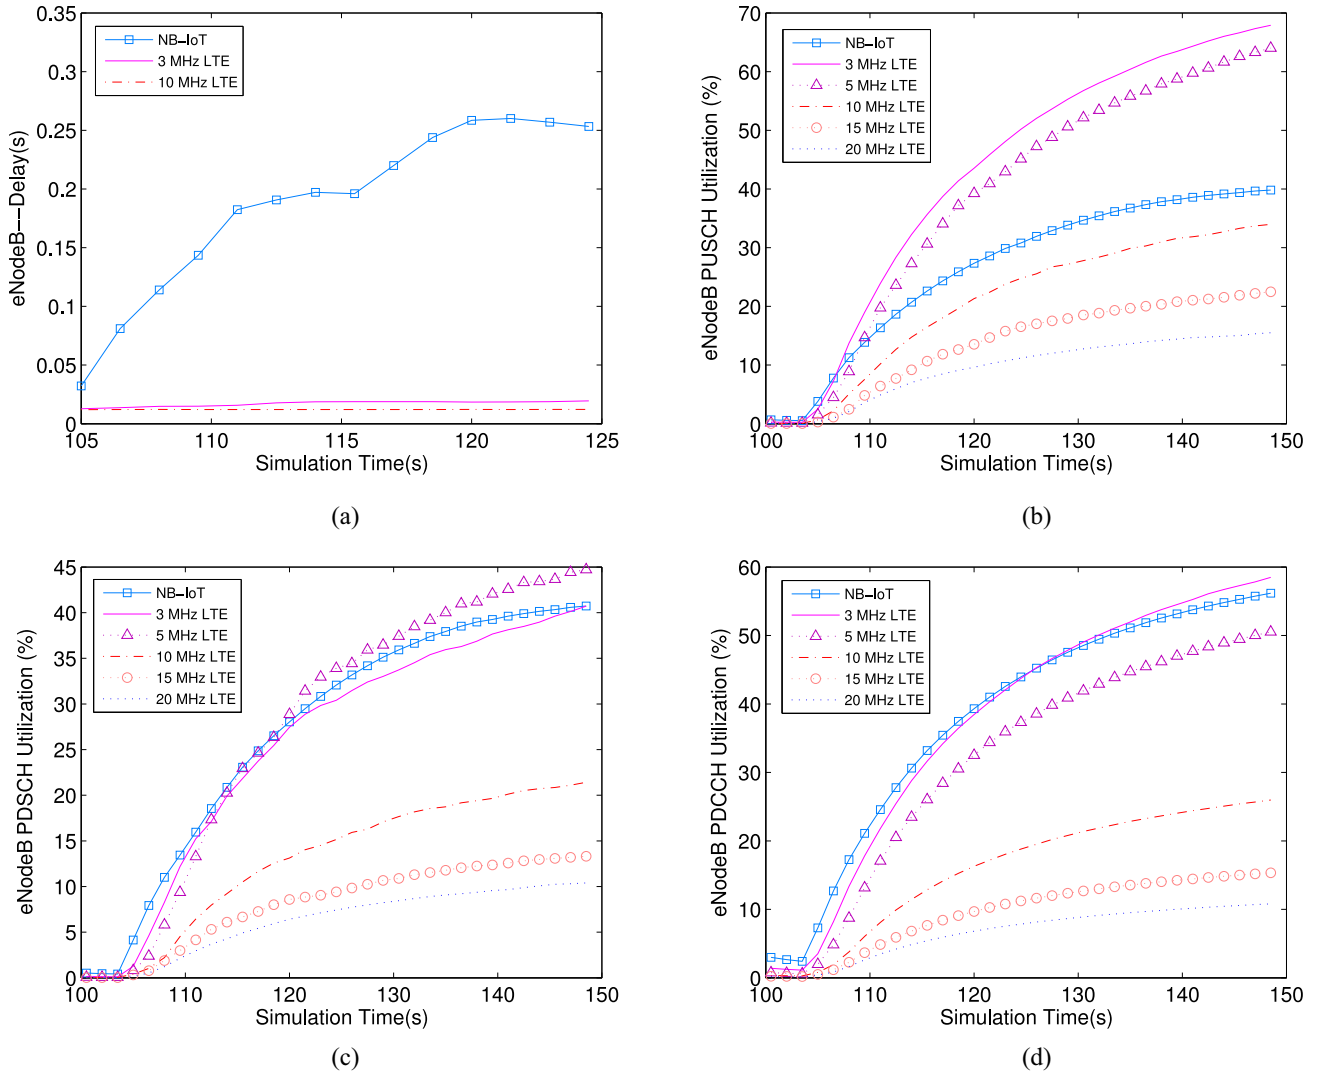 0.35
0.3
0.25
0.2
0.15
0.1
0.05
0
eNodeB−−Delay(s)
NB−IoT
3 MHz LTE
10 MHz LTE
105 110 115 120 125
Simulation Time(s)
(a)
70
60
50
40
30
20
10
0
eNodeB PUSCH Utilization (%)
NB−IoT
3 MHz LTE
5 MHz LTE
10 MHz LTE
15 MHz LTE
20 MHz LTE
100 110 120 130 140 150
Simulation Time(s)
(b)
45
40
35
30
25
20
15
10
5
0
eNodeB PDSCH Utilization (%)
NB−IoT
3 MHz LTE
5 MHz LTE
10 MHz LTE
15 MHz LTE
20 MHz LTE
100 110 120 130 140 150
Simulation Time(s)
(c)
60
50
40
30
20
10
0
eNodeB PDCCH Utilization (%)
NB−IoT
3 MHz LTE
5 MHz LTE
10 MHz LTE
15 MHz LTE
20 MHz LTE
100 110 120 130 140 150
Simulation Time(s)
(d)